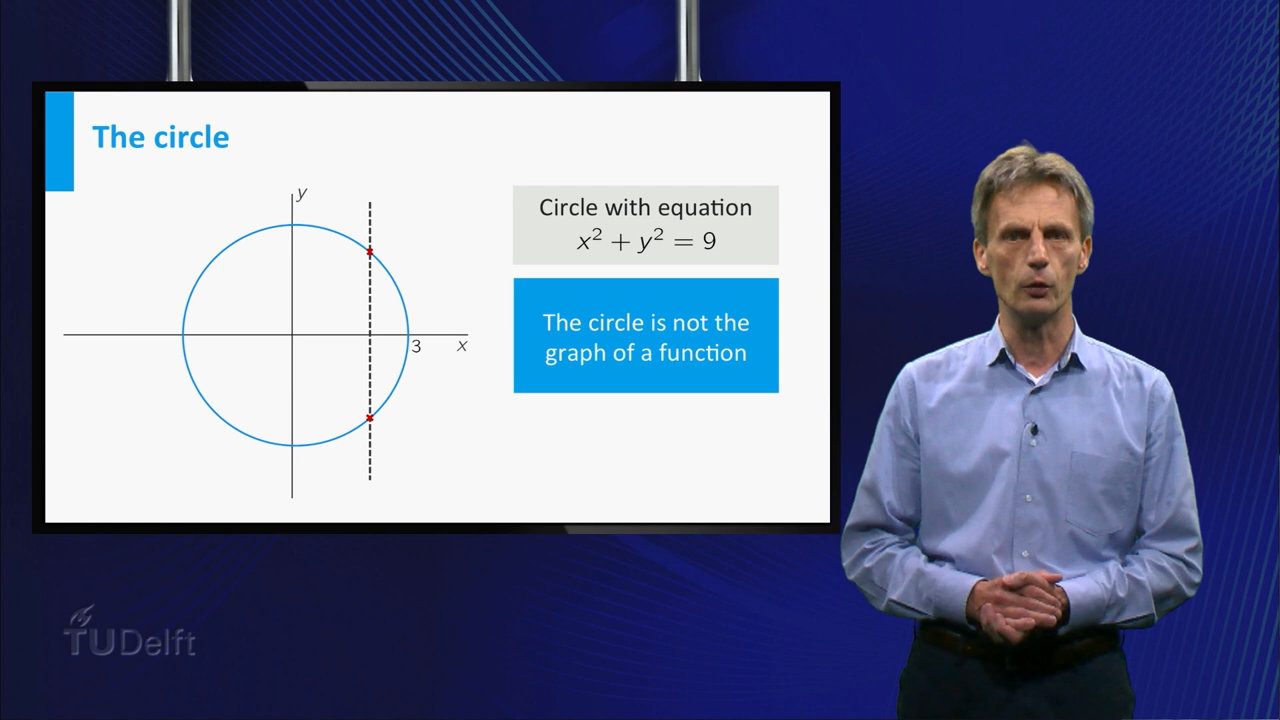 The circle
y
3
x
Circle with equation
x² + y² = 9
The circle is not the
graph of a function
TUDelft